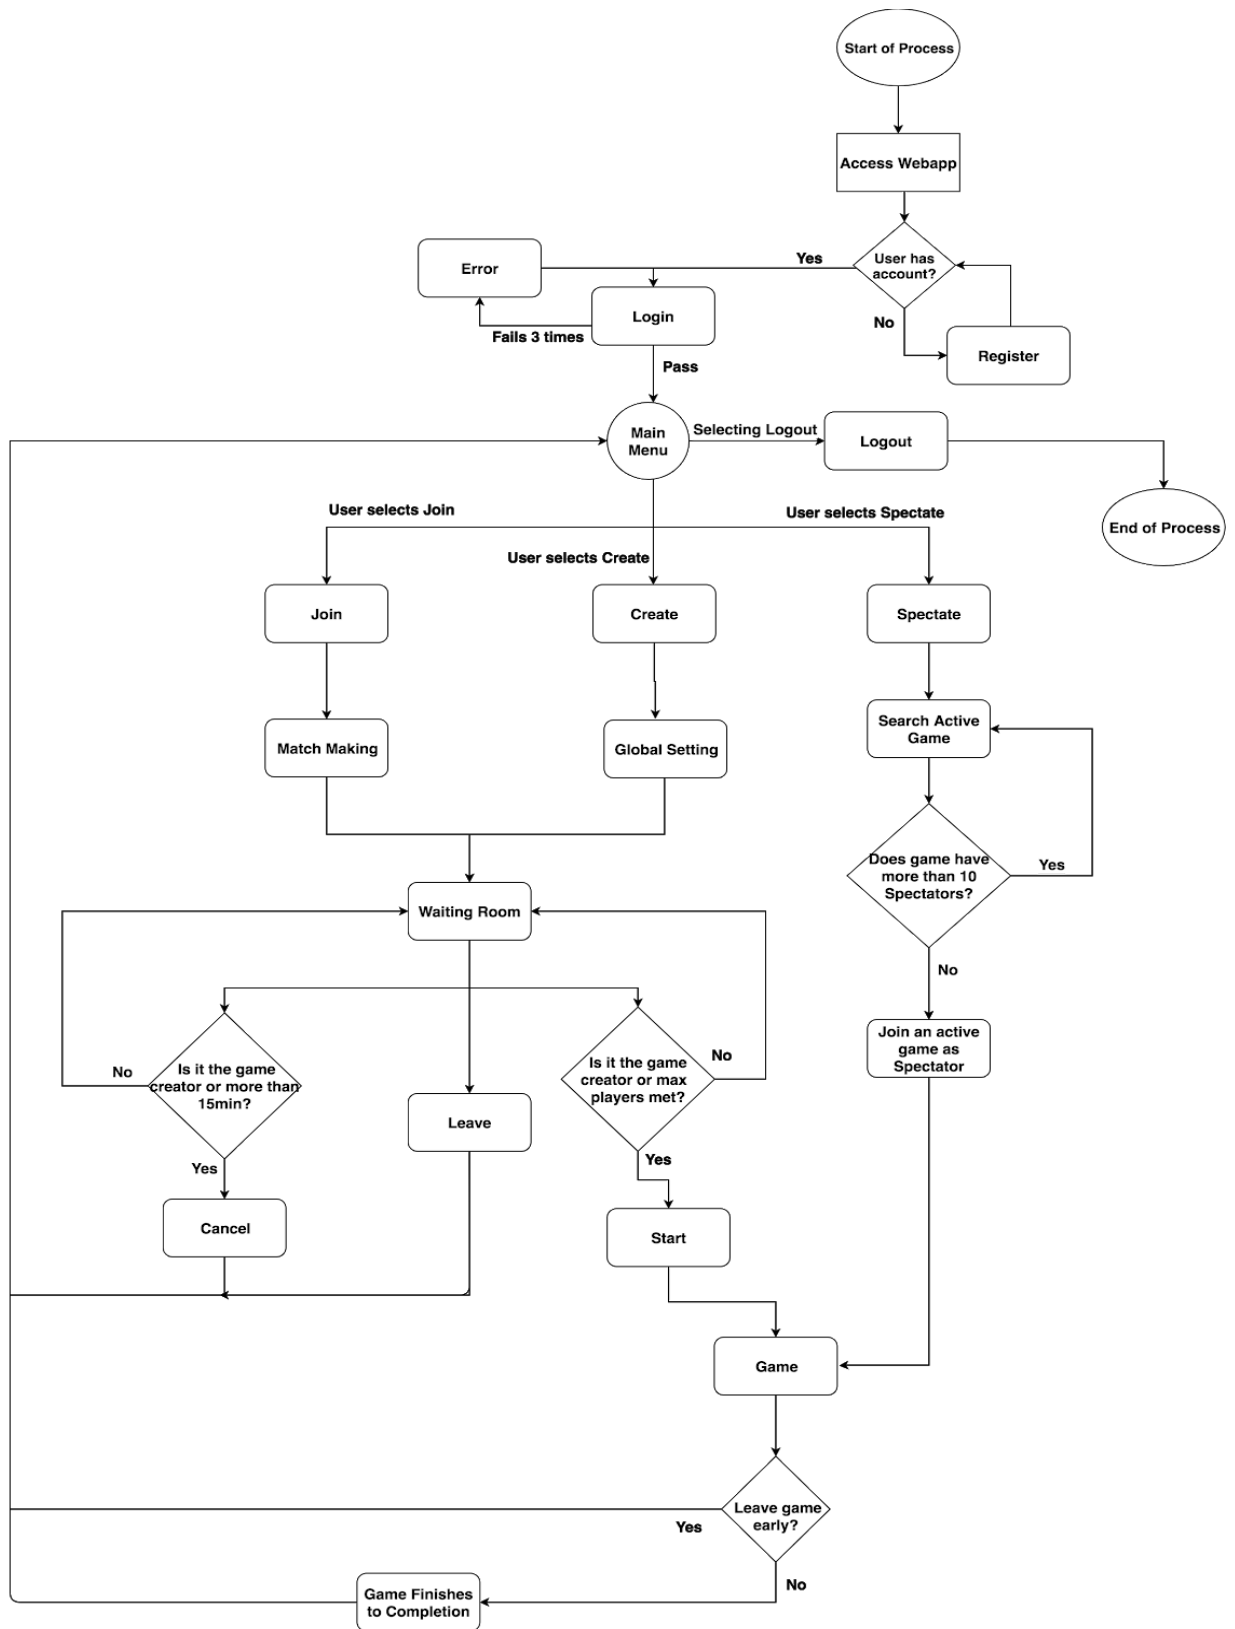 Start of Process
Access Webapp
User has
account?
Yes
No
Register
Error
Login
Fails 3 times
Pass
Main
Menu
Selecting Logout
Logout
End of Process
User selects Join
User selects Create
User selects Spectate
Join
Create
Spectate
Match Making
Global Setting
Search Active
Game
Does game have
more than 10
Spectators?
Yes
No
Waiting Room
Is it the game
creator or more than
15min?
No
Yes
Leave
Is it the game
creator or max
players met?
No
Yes
Join an active
game as
Spectator
Cancel
Start
Game
Leave game
early?
Yes
No
Game Finishes
to Completion